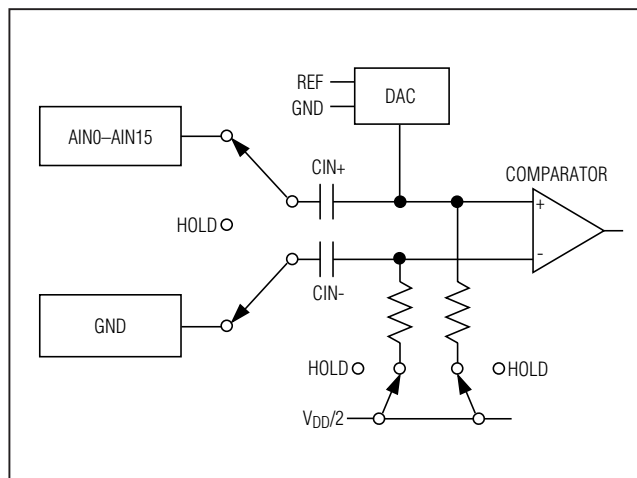 REF
GND
DAC
AIN0–AIN15
CIN+
COMPARATOR
+
HOLD
-
CIN-
GND
HOLD
HOLD
VDD/2